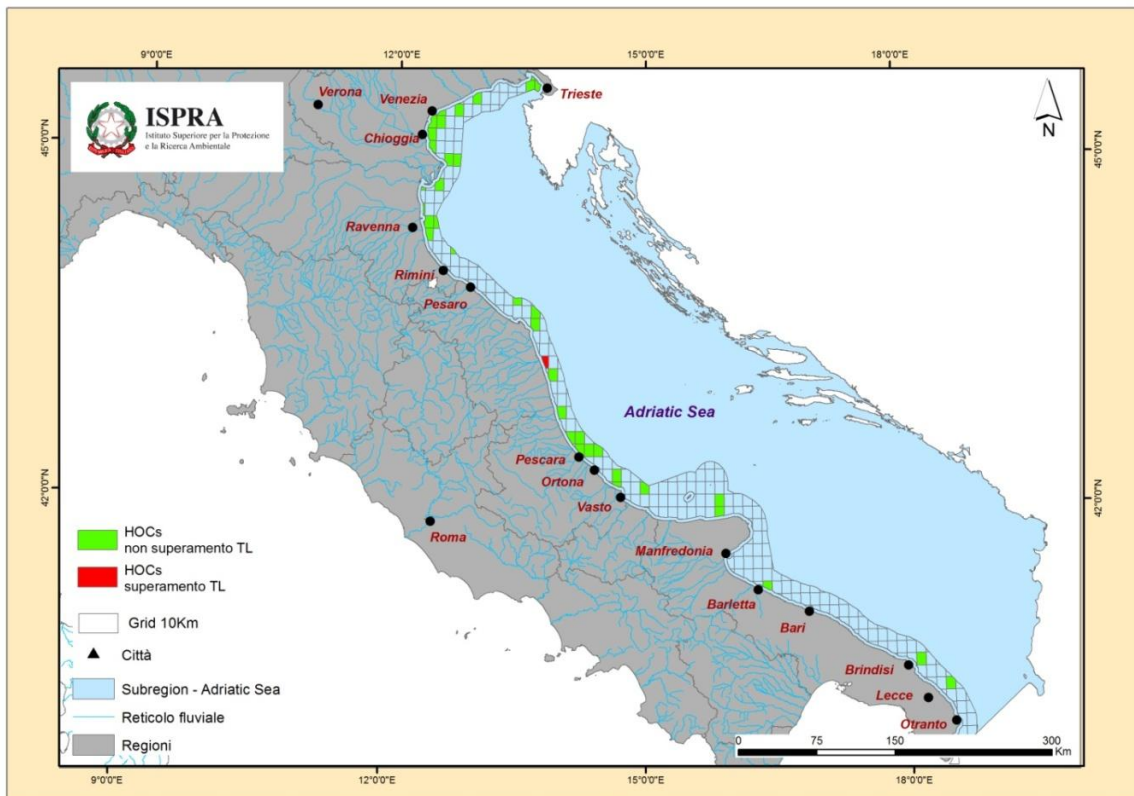 9°0'0"E
12°0'0"E
15°0'0"E
18°0'0"E
ISPRA
Istituto Superiore per la Protezione
e la Ricerca Ambientale
N
45°0'0"N
45°0'0"N
Verona
Venezia
Trieste
Chioggia
Ravenna
Rimini
Pesaro
Adriatic Sea
Pescara
Ortona
Vasto
42°0'0"N
42°0'0"N
Roma
Manfredonia
Barletta
Bari
Brindisi
Lecce
Otranto
HOCs
non superamento TL
HOCs
superamento TL
Grid 10Km
Città
Subregion - Adriatic Sea
Reticolo fluviale
Regioni
0 75 150 300
Km
9°0'0"E
12°0'0"E
15°0'0"E
18°0'0"E